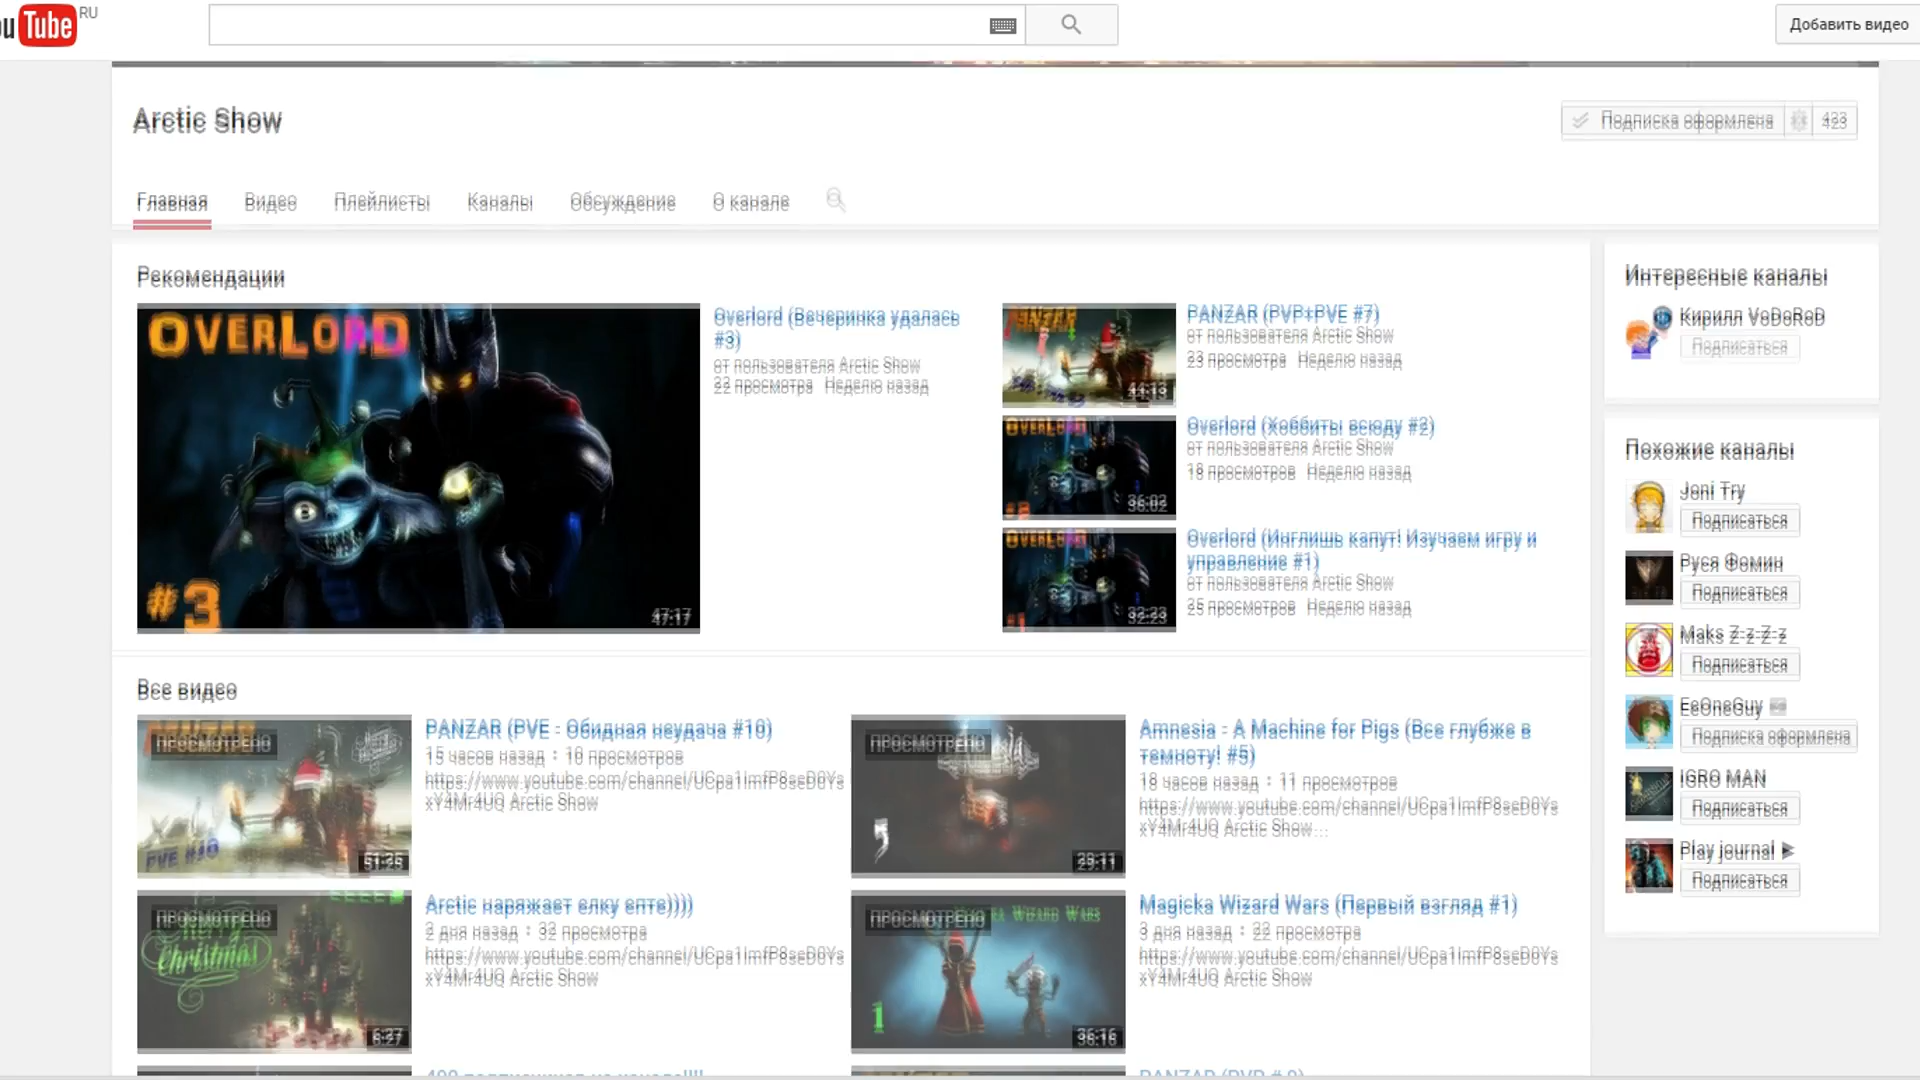 You Tube RU
Добавить видео
Arctic Show
Подписка оформлена 423
Главная Видео Плейлисты Каналы Обсуждение О канале
Рекомендации
OVERLORD
#3
47:17
Overlord (Вечеринка удалась
#3)
от пользователя Arctic Show
22 просмотра Неделю назад
PANZAR
44:13
PANZAR (PVP+PVE #7)
от пользователя Arctic Show
23 просмотра Неделю назад
OVERLORD
#2
36:02
Overlord (Хоббиты всюду #2)
от пользователя Arctic Show
18 просмотров Неделю назад
OVERLORD
#1
32:23
Overlord (Инглишь капут! Изучаем игру и
управление #1)
от пользователя Arctic Show
25 просмотров Неделю назад
Все видео
ПРОСМОТРЕНО
PVE #10
51:25
PANZAR (PVE - Обидная неудача #10)
15 часов назад • 10 просмотров
https://www.youtube.com/channel/UCpa1ImfP8seD0Ys
xY4Mr4UQ Arctic Show
ПРОСМОТРЕНО
29:11
Amnesia - A Machine for Pigs (Все глубже в
темноту! #5)
18 часов назад • 11 просмотров
https://www.youtube.com/channel/UCpa1ImfP8seD0Ys
xY4Mr4UQ Arctic Show...
ПРОСМОТРЕНО
Christmas
6:27
Arctic наряжает елку епте))))
2 дня назад • 32 просмотра
https://www.youtube.com/channel/UCpa1ImfP8seD0Ys
xY4Mr4UQ Arctic Show
ПРОСМОТРЕНО
Wizard Wars
1
36:16
Magicka Wizard Wars (Первый взгляд #1)
3 дня назад • 22 просмотра
https://www.youtube.com/channel/UCpa1ImfP8seD0Ys
xY4Mr4UQ Arctic Show
Интересные каналы
Кирилл VoDoRoD
Подписаться
Похожие каналы
Joni Try
Подписаться
Руся Фомин
Подписаться
Maks Z-z-Z-z
Подписаться
EeOneGuy
Подписка оформлена
IGRO MAN
Подписаться
Play journal ►
Подписаться